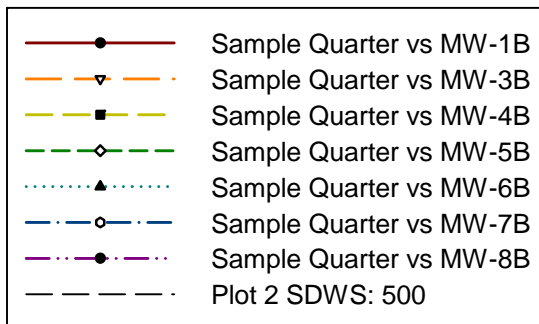 Sample Quarter vs MW-1B
Sample Quarter vs MW-3B
Sample Quarter vs MW-4B
Sample Quarter vs MW-5B
Sample Quarter vs MW-6B
Sample Quarter vs MW-7B
Sample Quarter vs MW-8B
Plot 2 SDWS: 500